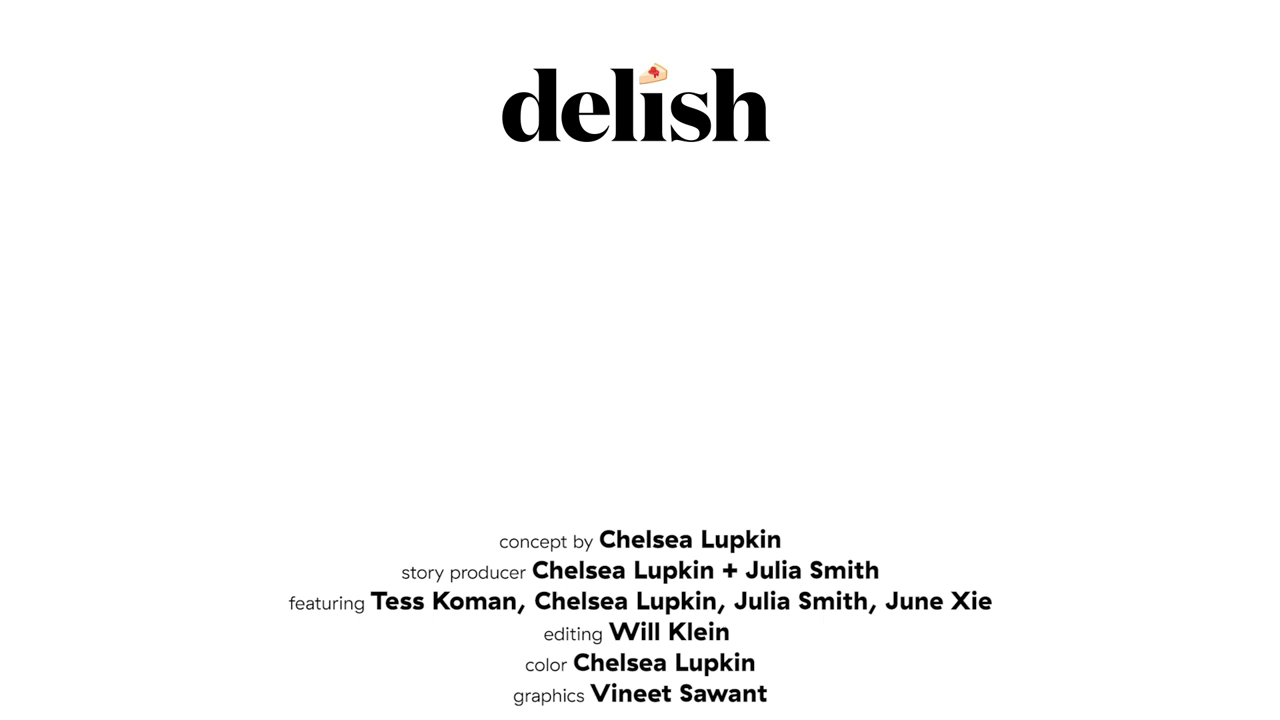 delish
concept by Chelsea Lupkin
story producer Chelsea Lupkin + Julia Smith
featuring Tess Koman, Chelsea Lupkin, Julia Smith, June Xie
editing Will Klein
color Chelsea Lupkin
graphics Vineet Sawant